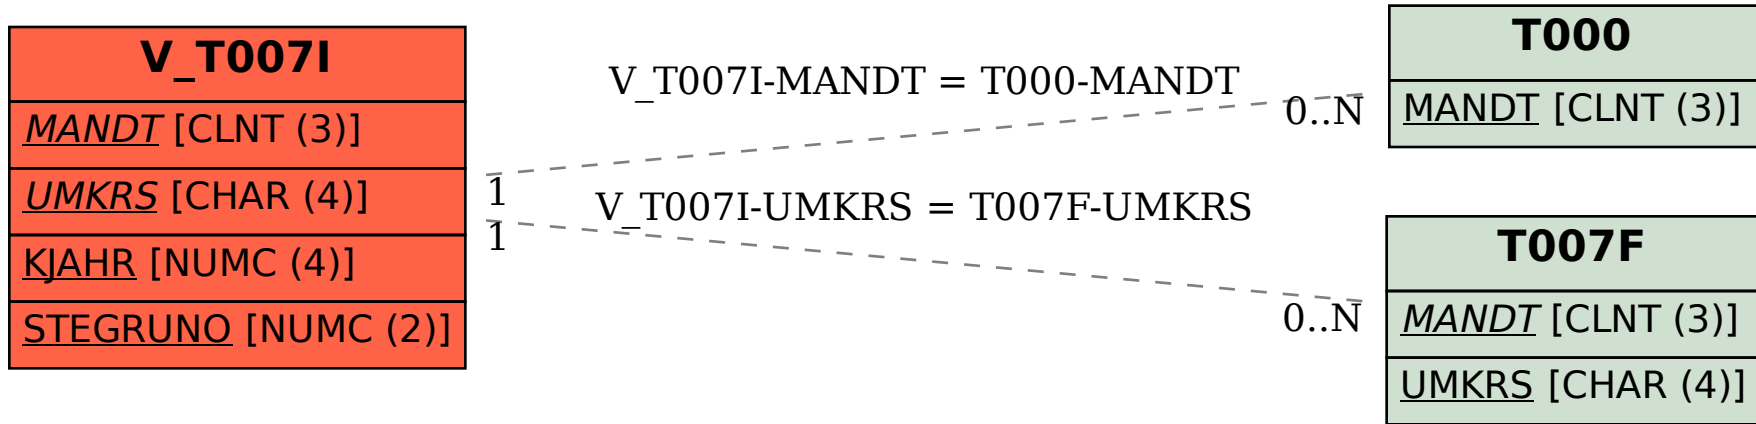 V_T007I
MANDT [CLNT (3)]
UMKRS [CHAR (4)]
KJAHR [NUMC (4)]
STEGRUNO [NUMC (2)]
V_T007I-MANDT = T000-MANDT
0..N
1
V_T007I-UMKRS = T007F-UMKRS
1
0..N
T000
MANDT [CLNT (3)]
T007F
MANDT [CLNT (3)]
UMKRS [CHAR (4)]